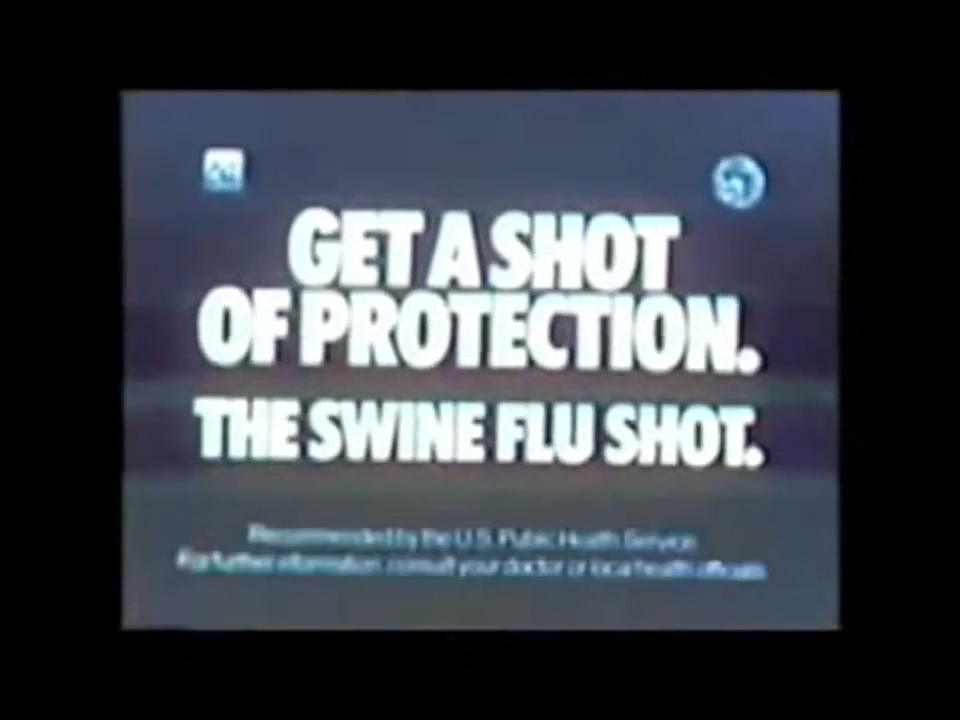 GET A SHOT
OF PROTECTION.
THE SWINE FLU SHOT.
Recommended by the U.S. Public Health Service
For further information, consult your doctor or local health officials